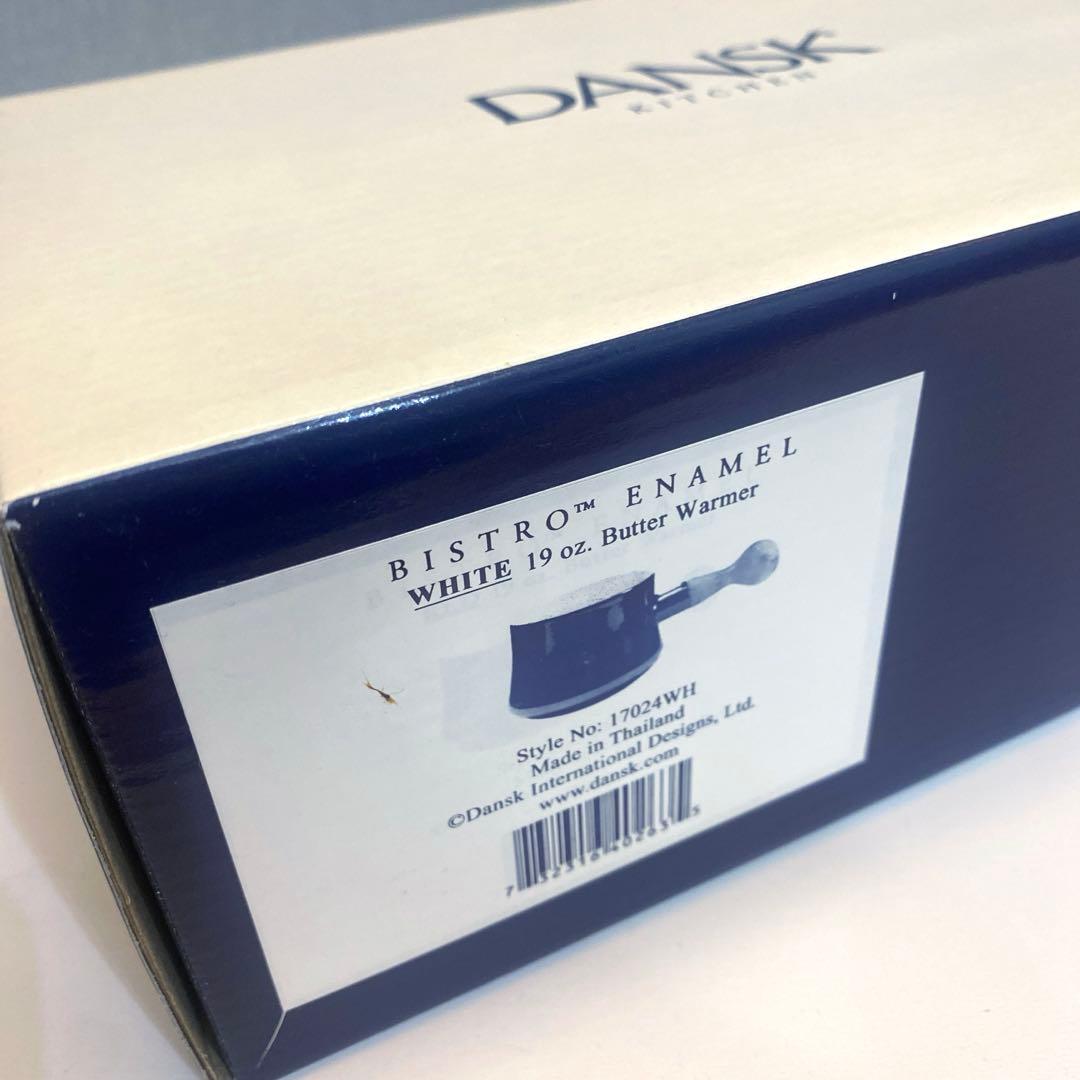 DANSK
KITCHEN
BISTRO™ ENAMEL
WHITE 19 oz. Butter Warmer
Style No: 17024WH
Made in Thailand
©Dansk International Designs, Ltd.
www.dansk.com